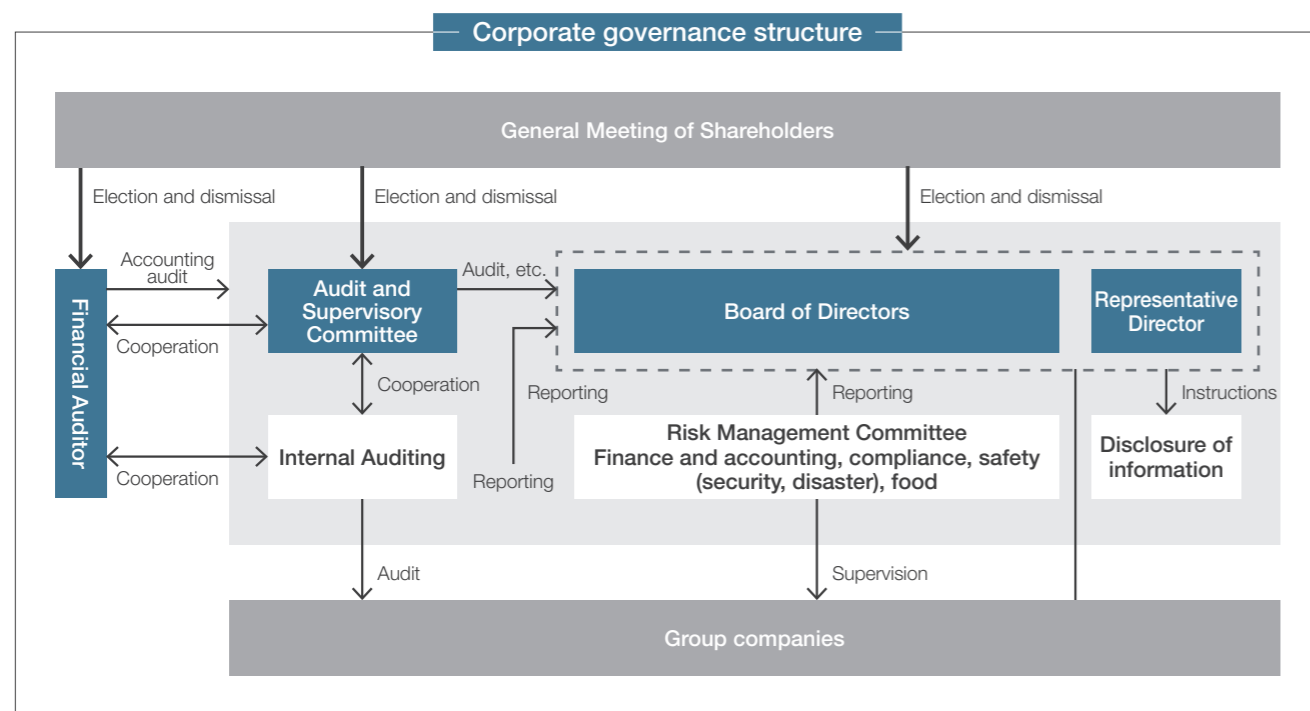 Corporate governance structure
General Meeting of Shareholders
Election and dismissal
Election and dismissal
Election and dismissal
Accounting
audit
Cooperation
Financial Auditor
Cooperation
Audit and
Supervisory
Committee
Audit, etc.
Cooperation
Internal Auditing
Reporting
Reporting
Board of Directors
Representative
Director
Reporting
Instructions
Risk Management Committee
Finance and accounting, compliance, safety
(security, disaster), food
Disclosure of
information
Audit
Supervision
Group companies